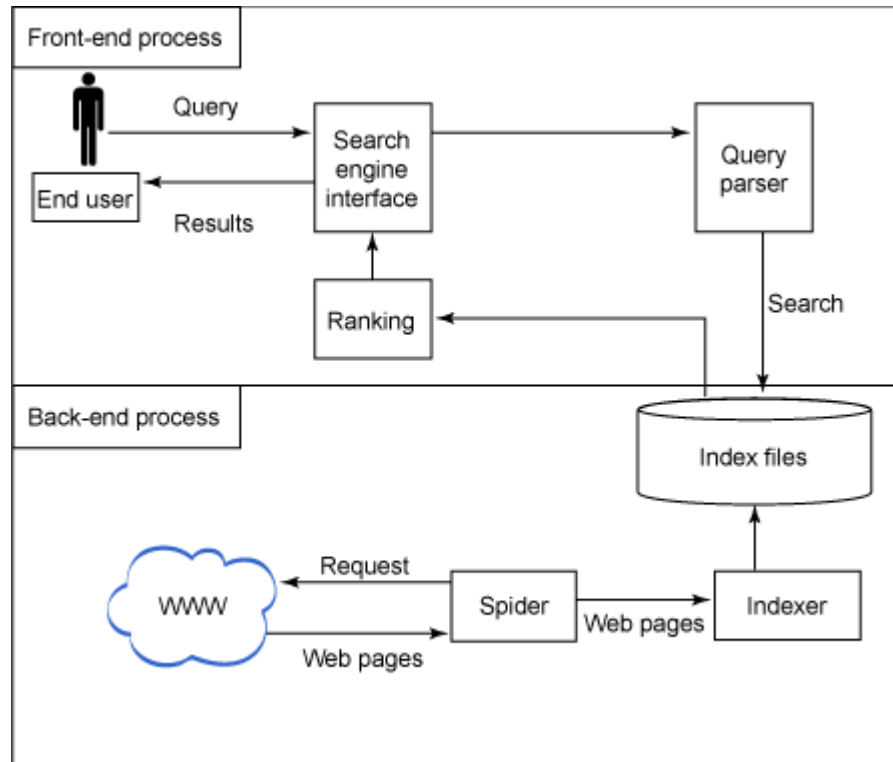 Front-end process
Query
Search
engine
interface
Query
parser
End user
Results
Ranking
Search
Back-end process
Index files
Request
WWW
Spider
Indexer
Web pages
Web pages